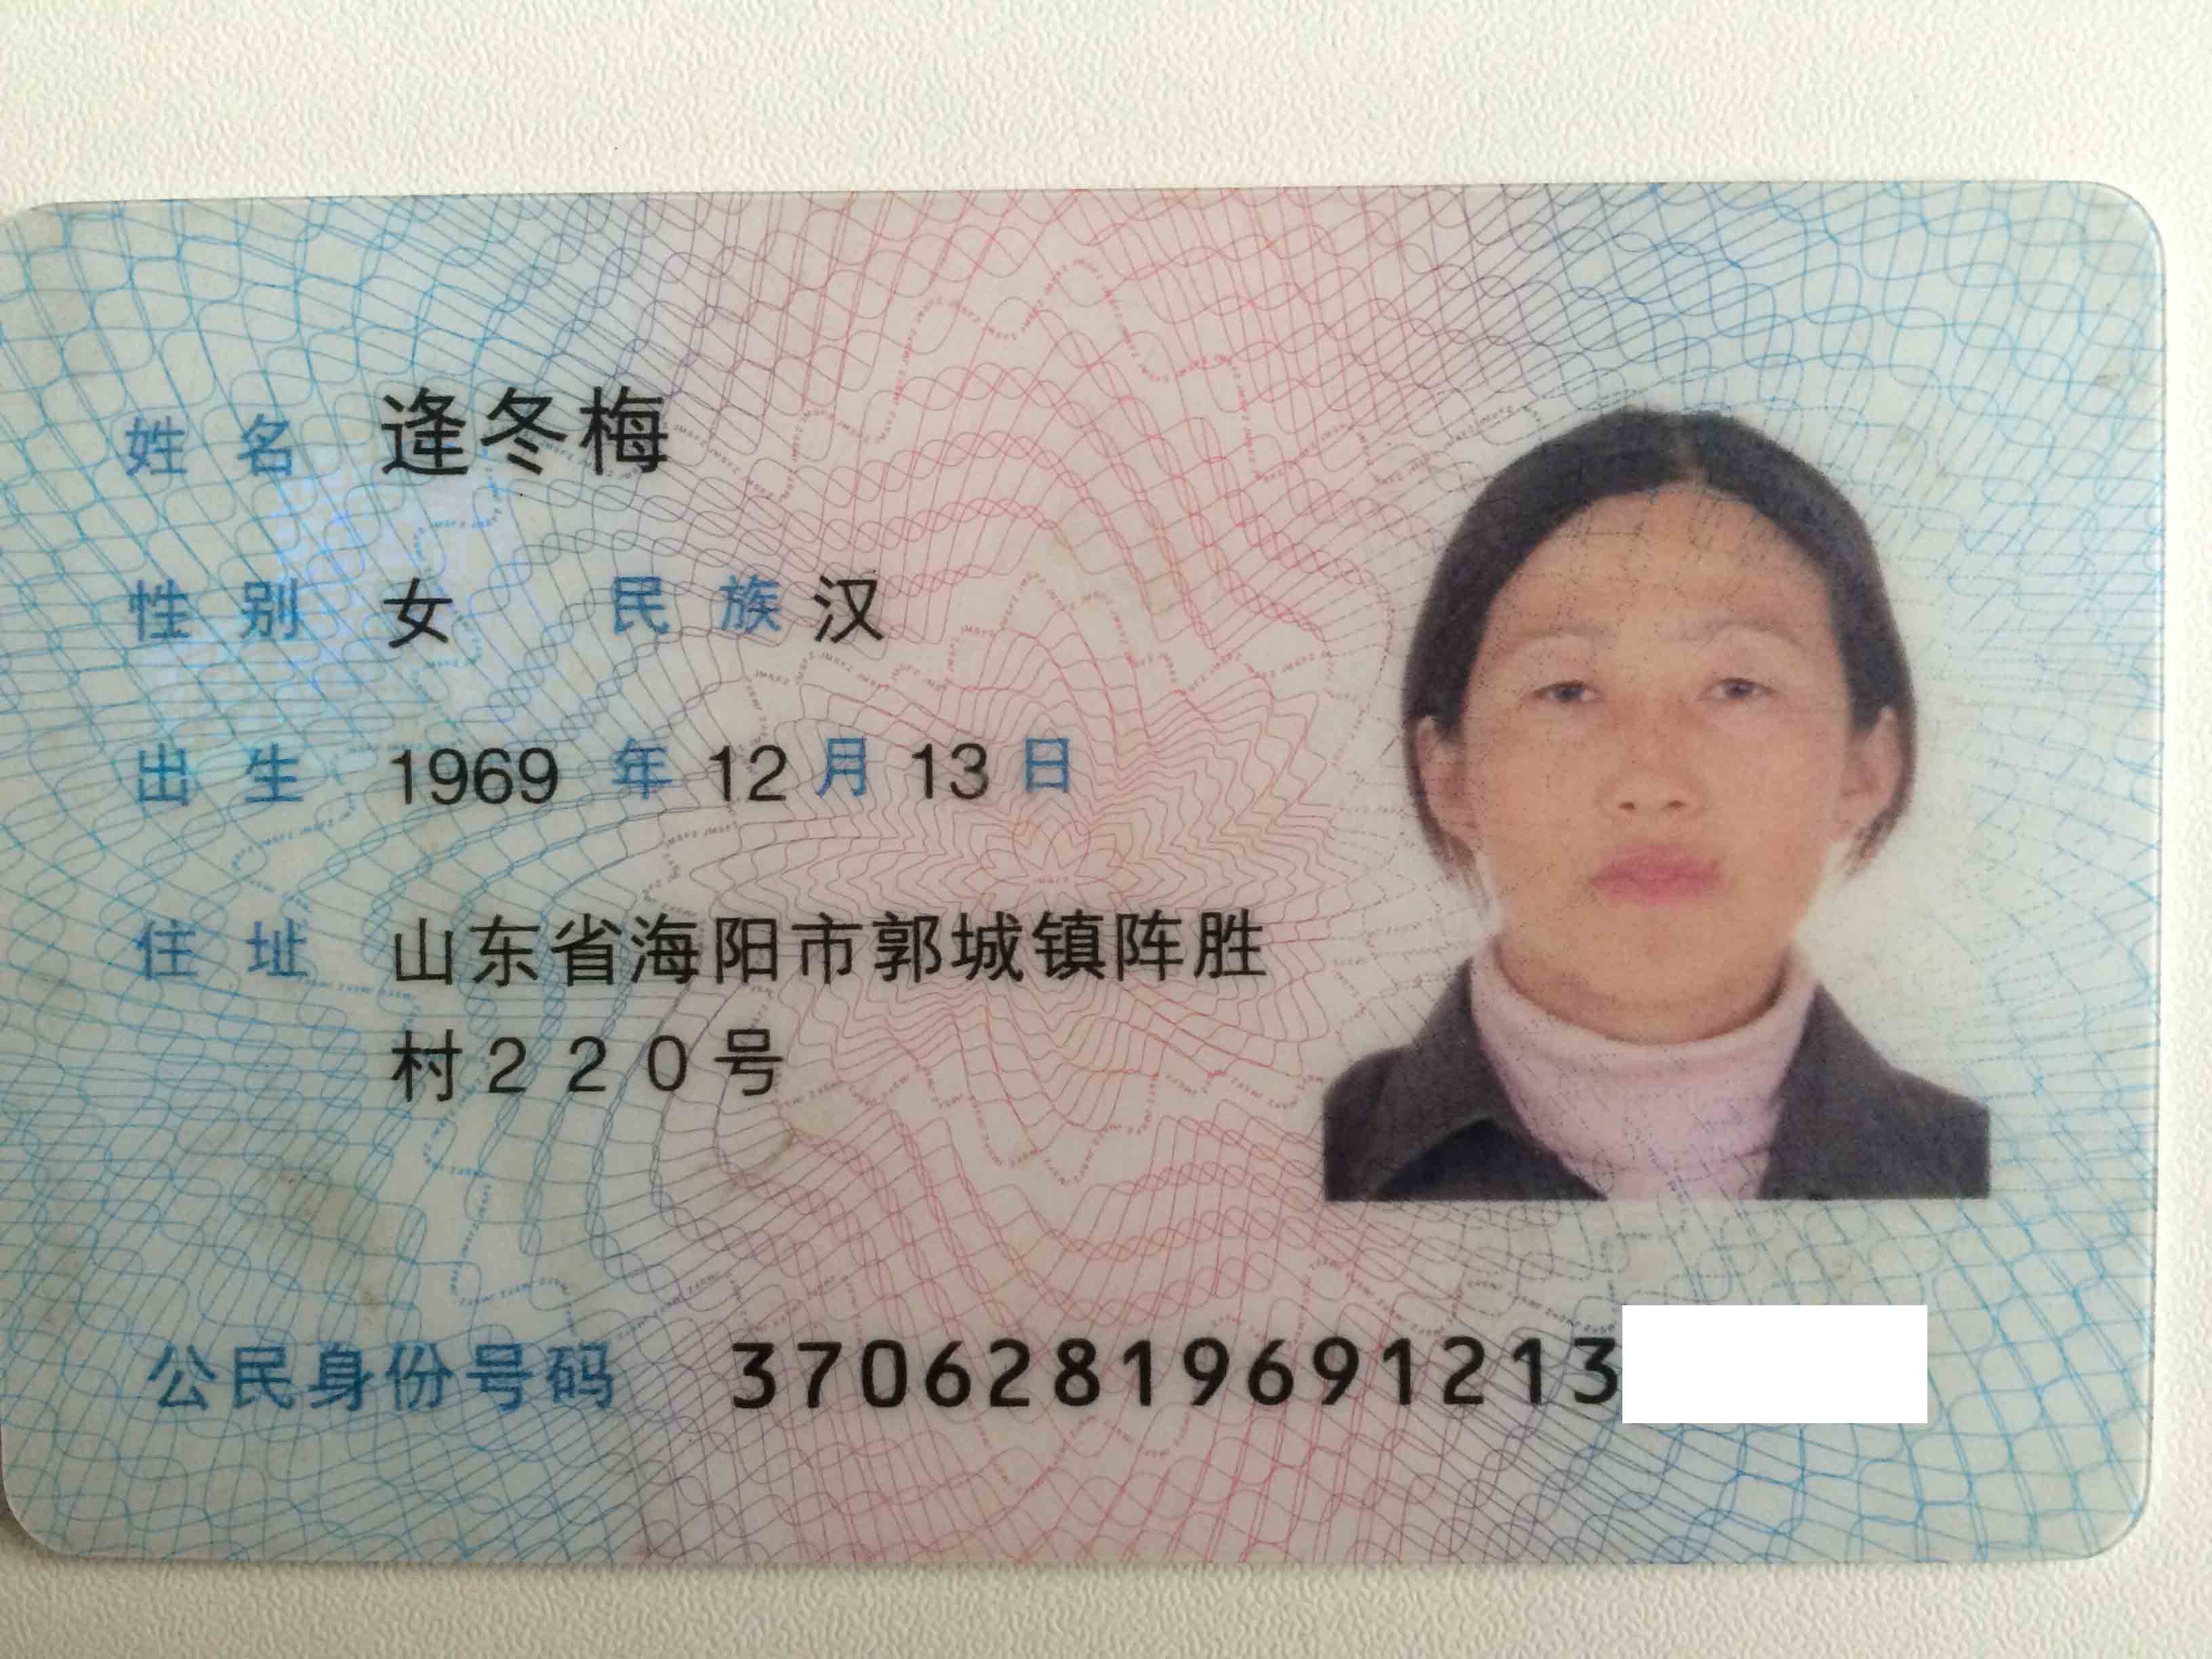 姓名 逄冬梅
性别 女 民族 汉
出生 1969 年 12 月 13 日
住址 山东省海阳市郭城镇阵胜
村220号
公民身份号码 37062819691213